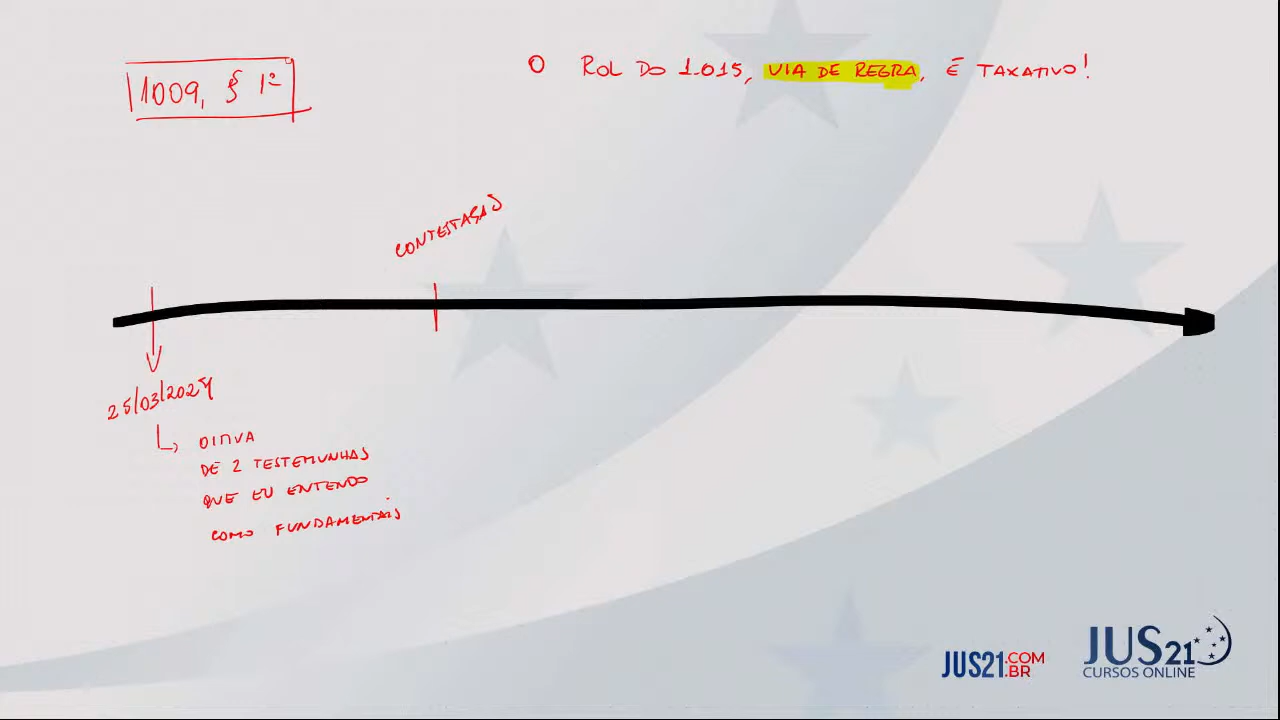 1009, § 1º
O ROL DO 1.015, VIA DE REGRA, É TAXATIVO!
CONTESTAÇÃO
25/03/2024
OITIVA
DE 2 TESTEMUNHAS
QUE EU ENTENDO
COMO FUNDAMENTAIS
JUS21.COM.BR
JUS21
CURSOS ONLINE